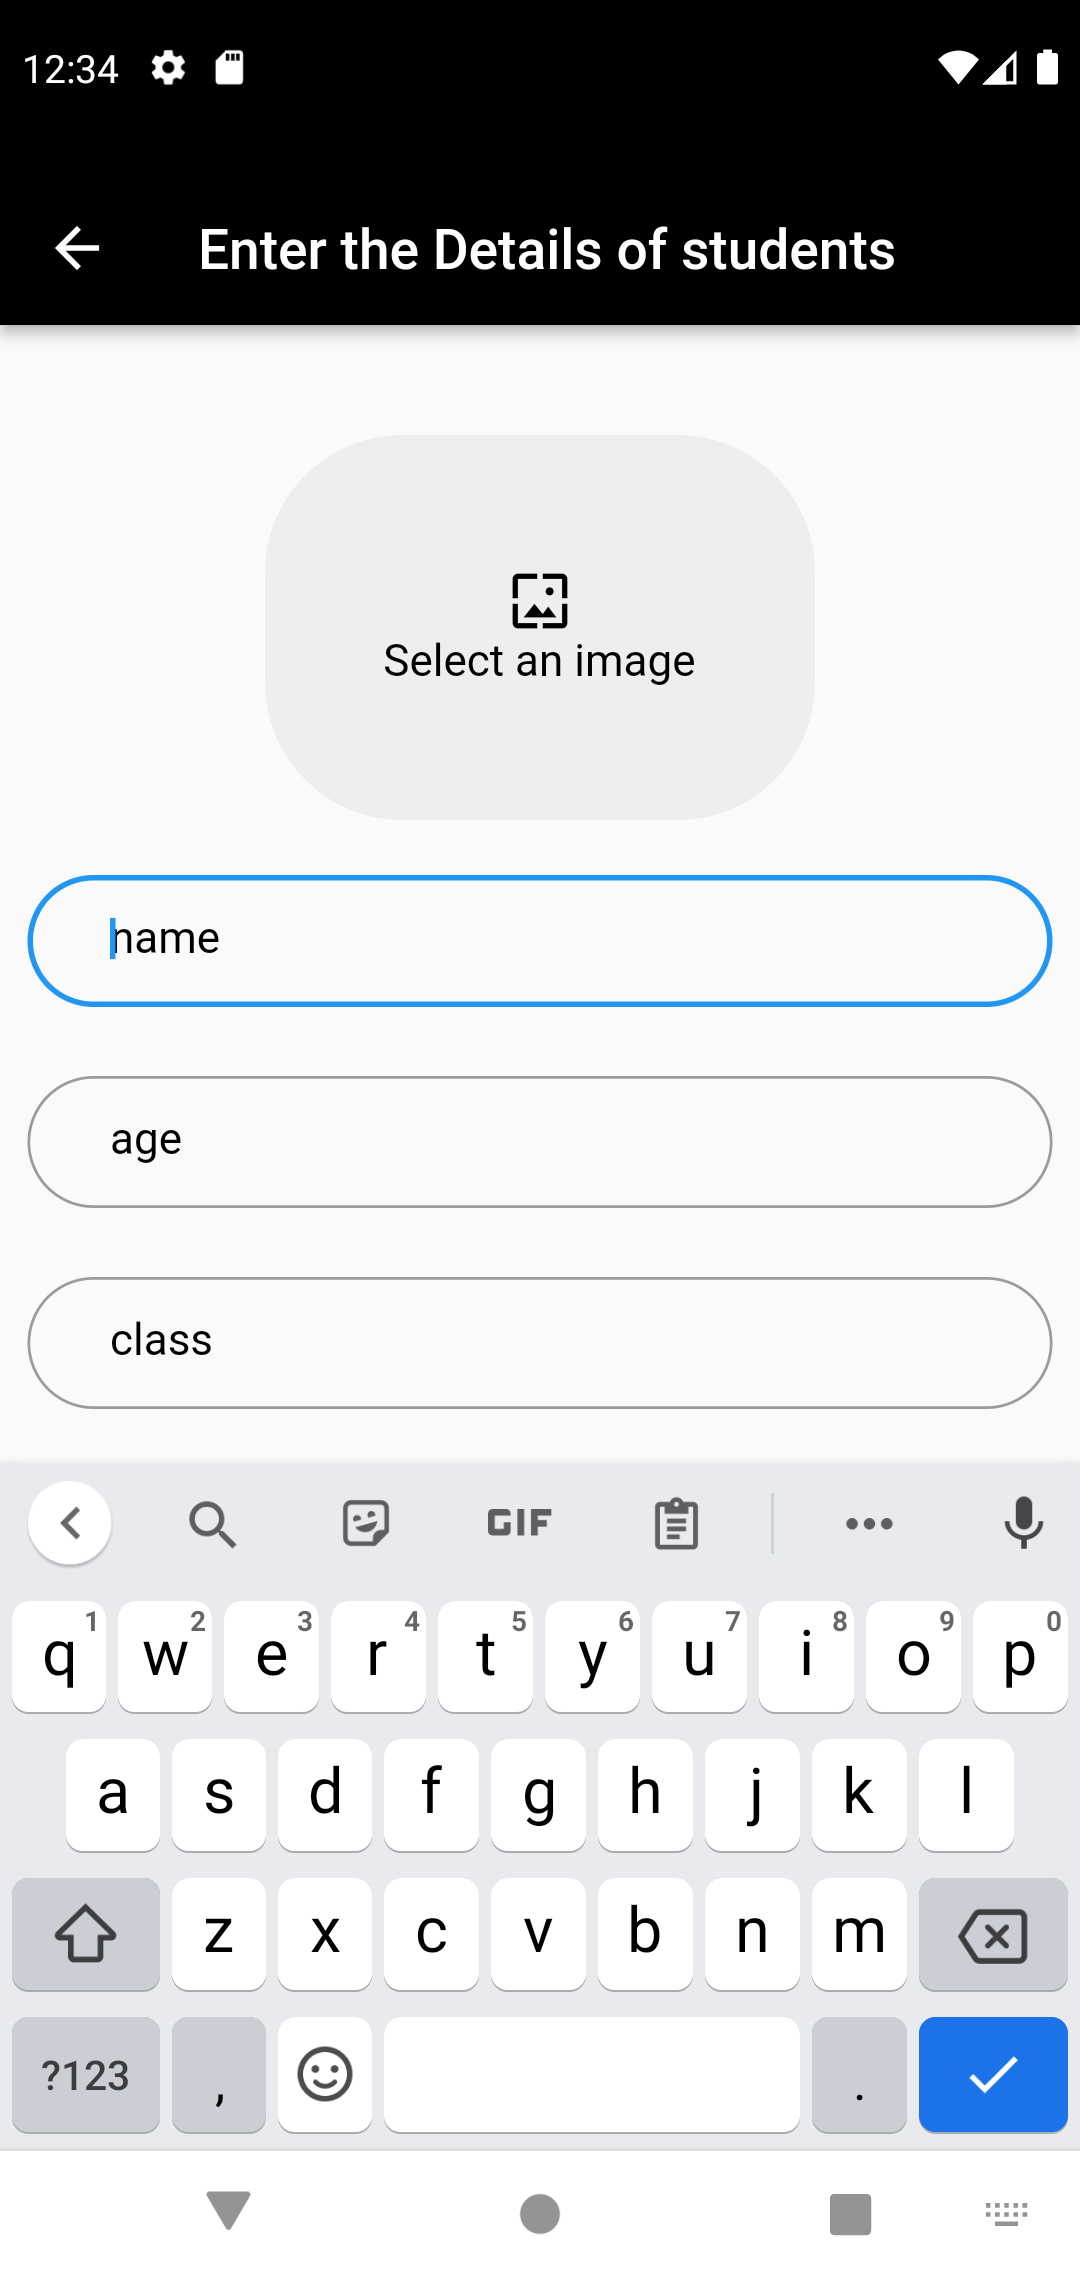 12:34
Enter the Details of students
Select an image
name
age
class
GIF
q 1 w 2 e 3 r 4 t 5 y 6 u 7 i 8 o 9 p 0
a s d f g h j k l
z x c v b n m
?123 , .